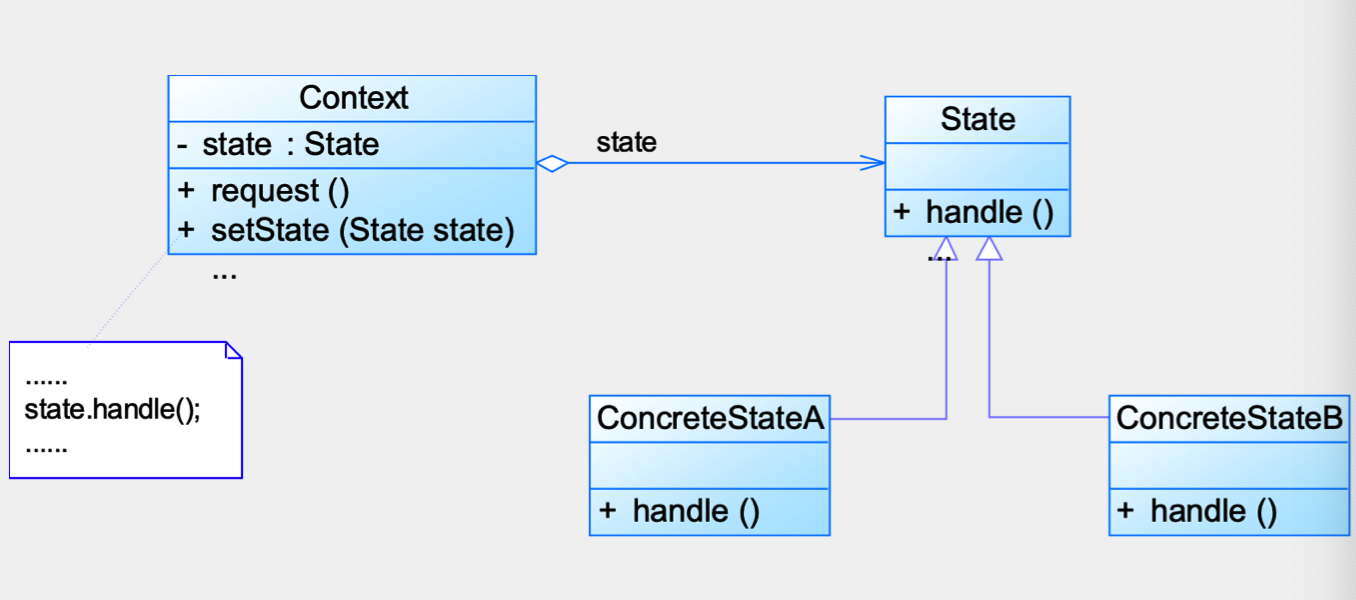 Context
- state : State
+ request ()
+ setState (State state)
...
......
state.handle();
......
state
State
+ handle ()
...
ConcreteStateA
+ handle ()
ConcreteStateB
+ handle ()